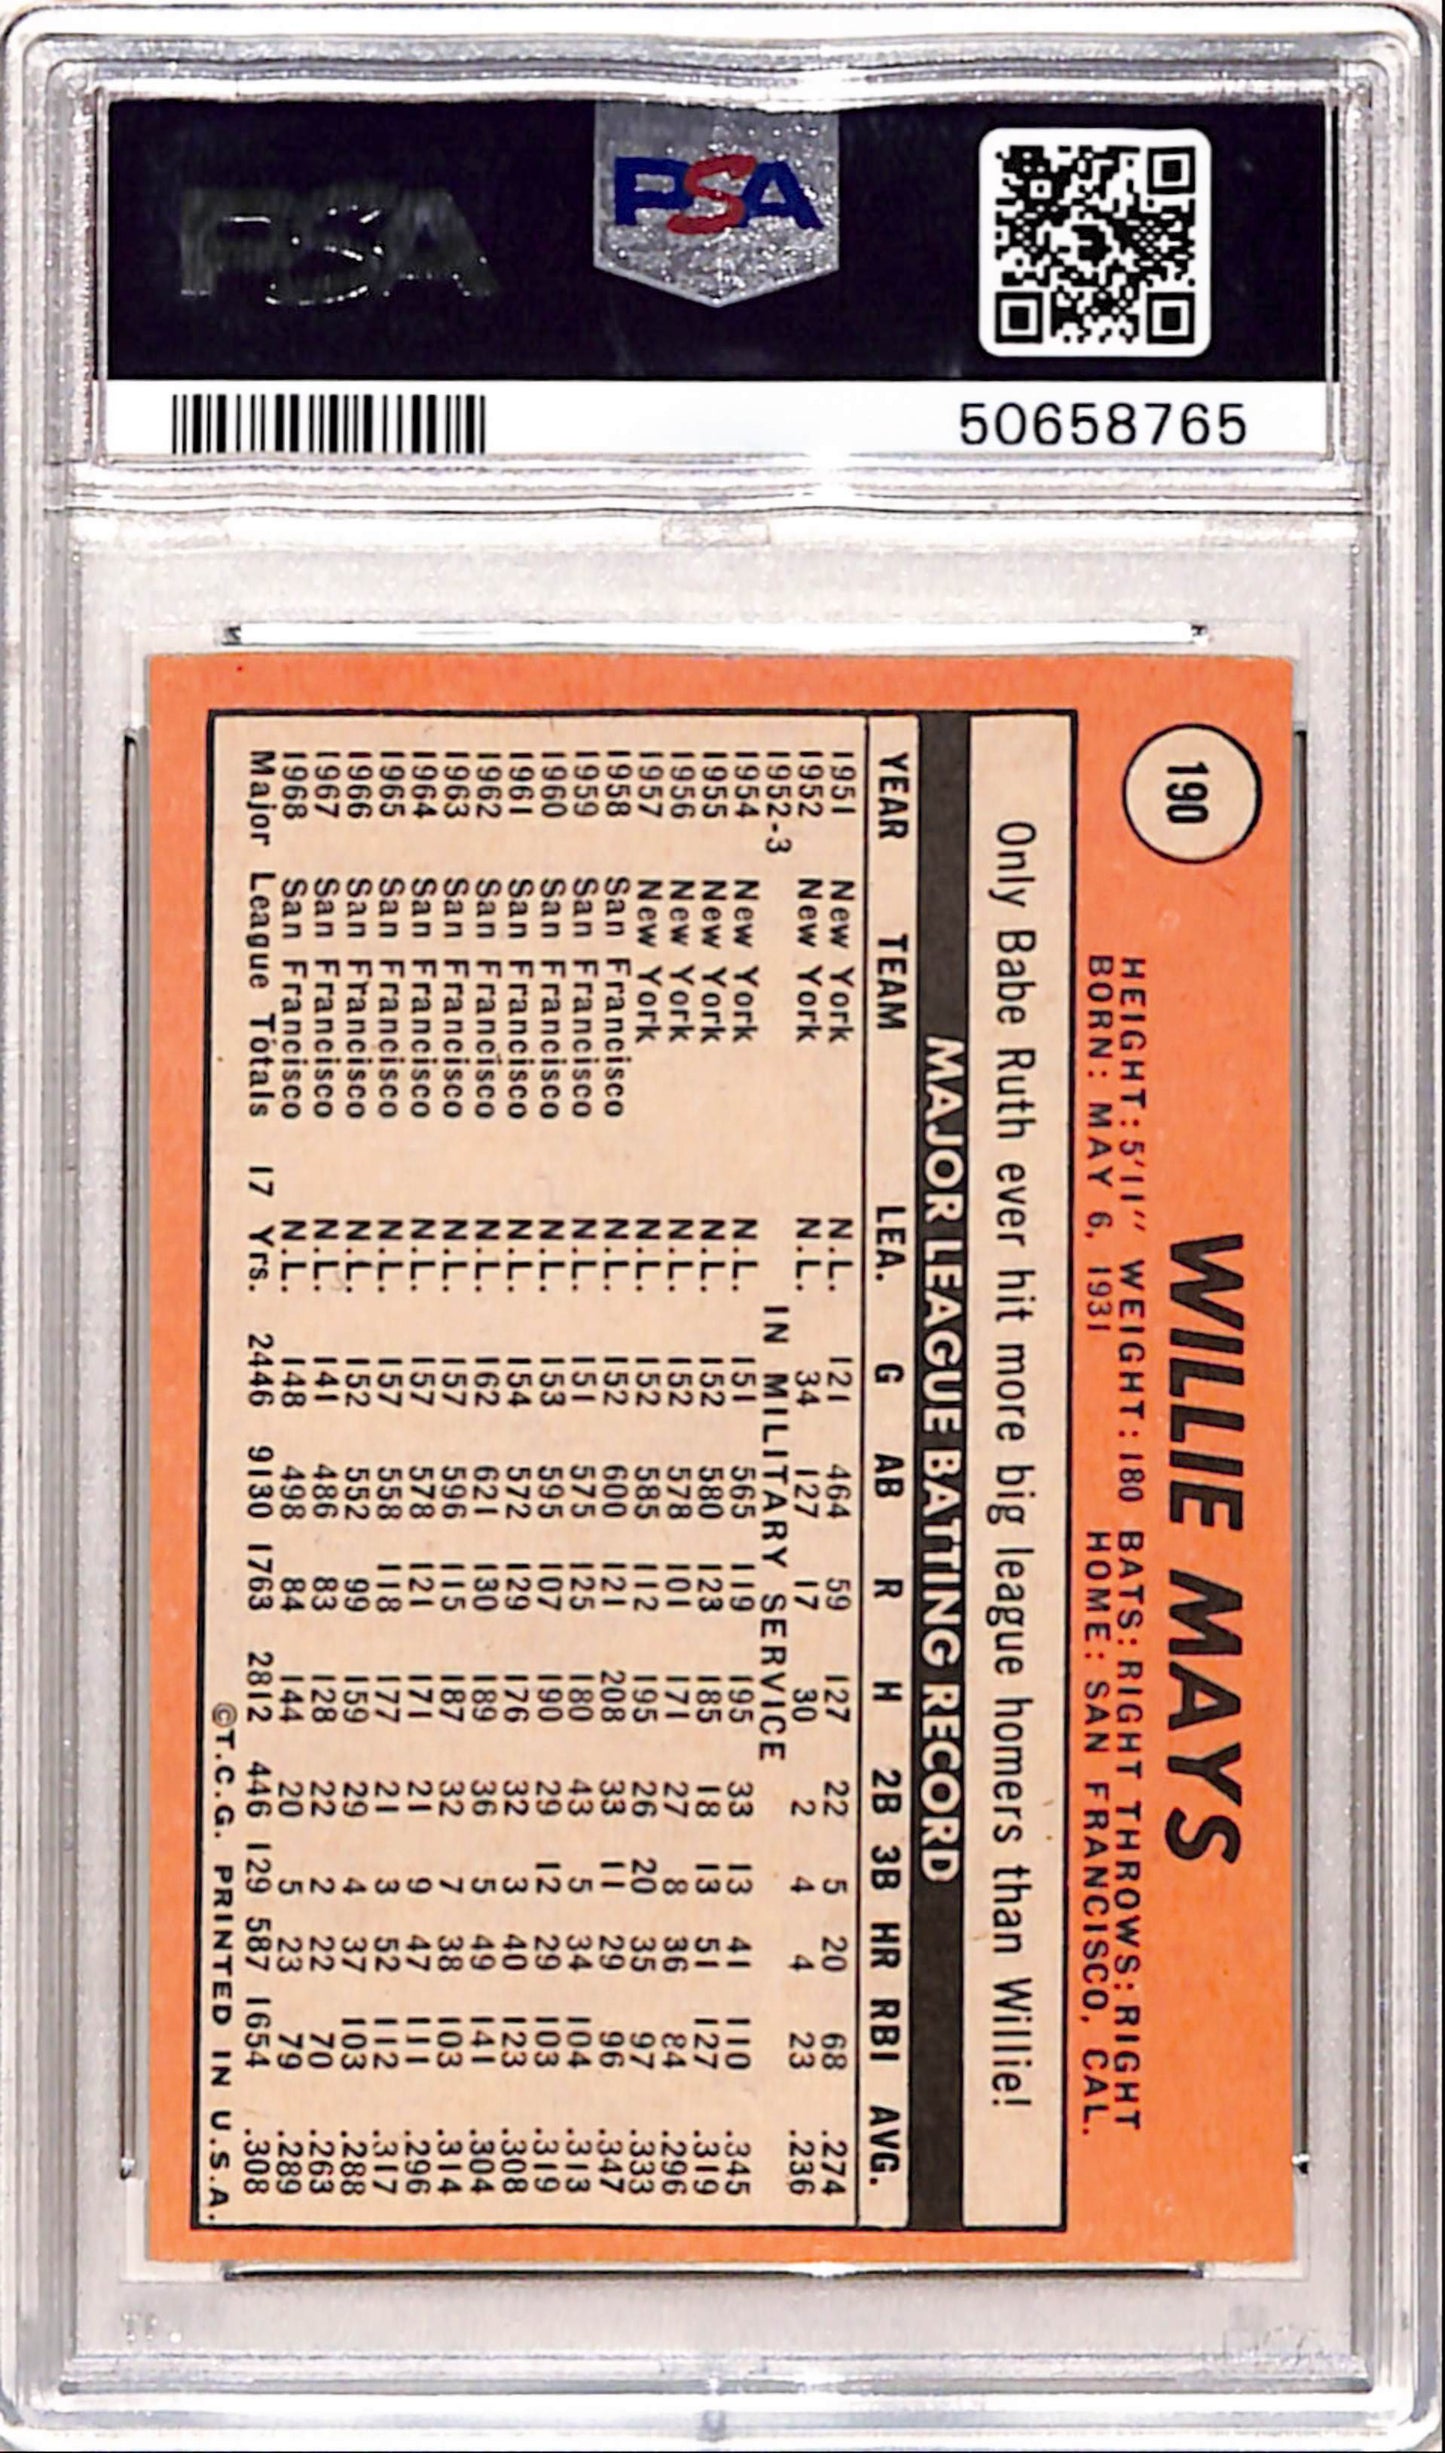 PSA
PSA
50658765
190
WILLIE MAYS
HEIGHT: 5'11" WEIGHT: 180 BATS: RIGHT THROWS: RIGHT
BORN: MAY 6, 1931 HOME: SAN FRANCISCO, CAL.
Only Babe Ruth ever hit more big league homers than Willie!
MAJOR LEAGUE BATTING RECORD
YEAR TEAM LEA. G AB R H 2B 3B HR RBI AVG.
1951 New York N.L. 121 464 59 127 22 5 20 68 .274
1952 New York N.L. 34 127 17 30 2 4 4 23 .236
1952-3 IN MILITARY SERVICE
1954 New York N.L. 151 565 119 195 33 13 41 110 .345
1955 New York N.L. 152 580 123 185 18 13 51 127 .319
1956 New York N.L. 152 578 101 171 27 8 36 84 .296
1957 New York N.L. 152 585 112 195 26 20 35 97 .333
1958 San Francisco N.L. 152 600 121 208 33 11 29 96 .347
1959 San Francisco N.L. 151 575 125 180 43 5 34 104 .313
1960 San Francisco N.L. 153 595 107 190 29 12 29 103 .319
1961 San Francisco N.L. 154 572 129 176 32 3 40 123 .308
1962 San Francisco N.L. 162 621 130 189 36 5 49 141 .304
1963 San Francisco N.L. 157 596 115 187 32 7 38 103 .314
1964 San Francisco N.L. 157 578 121 171 21 9 47 111 .296
1965 San Francisco N.L. 157 558 118 177 21 3 52 112 .317
1966 San Francisco N.L. 152 552 99 159 29 4 37 103 .288
1967 San Francisco N.L. 141 486 83 128 22 2 22 70 .263
1968 San Francisco N.L. 148 498 84 144 20 5 23 79 .289
Major League Totals 17 Yrs. 2446 9130 1763 2812 446 129 587 1654 .308
©T.C.G. PRINTED IN U.S.A.